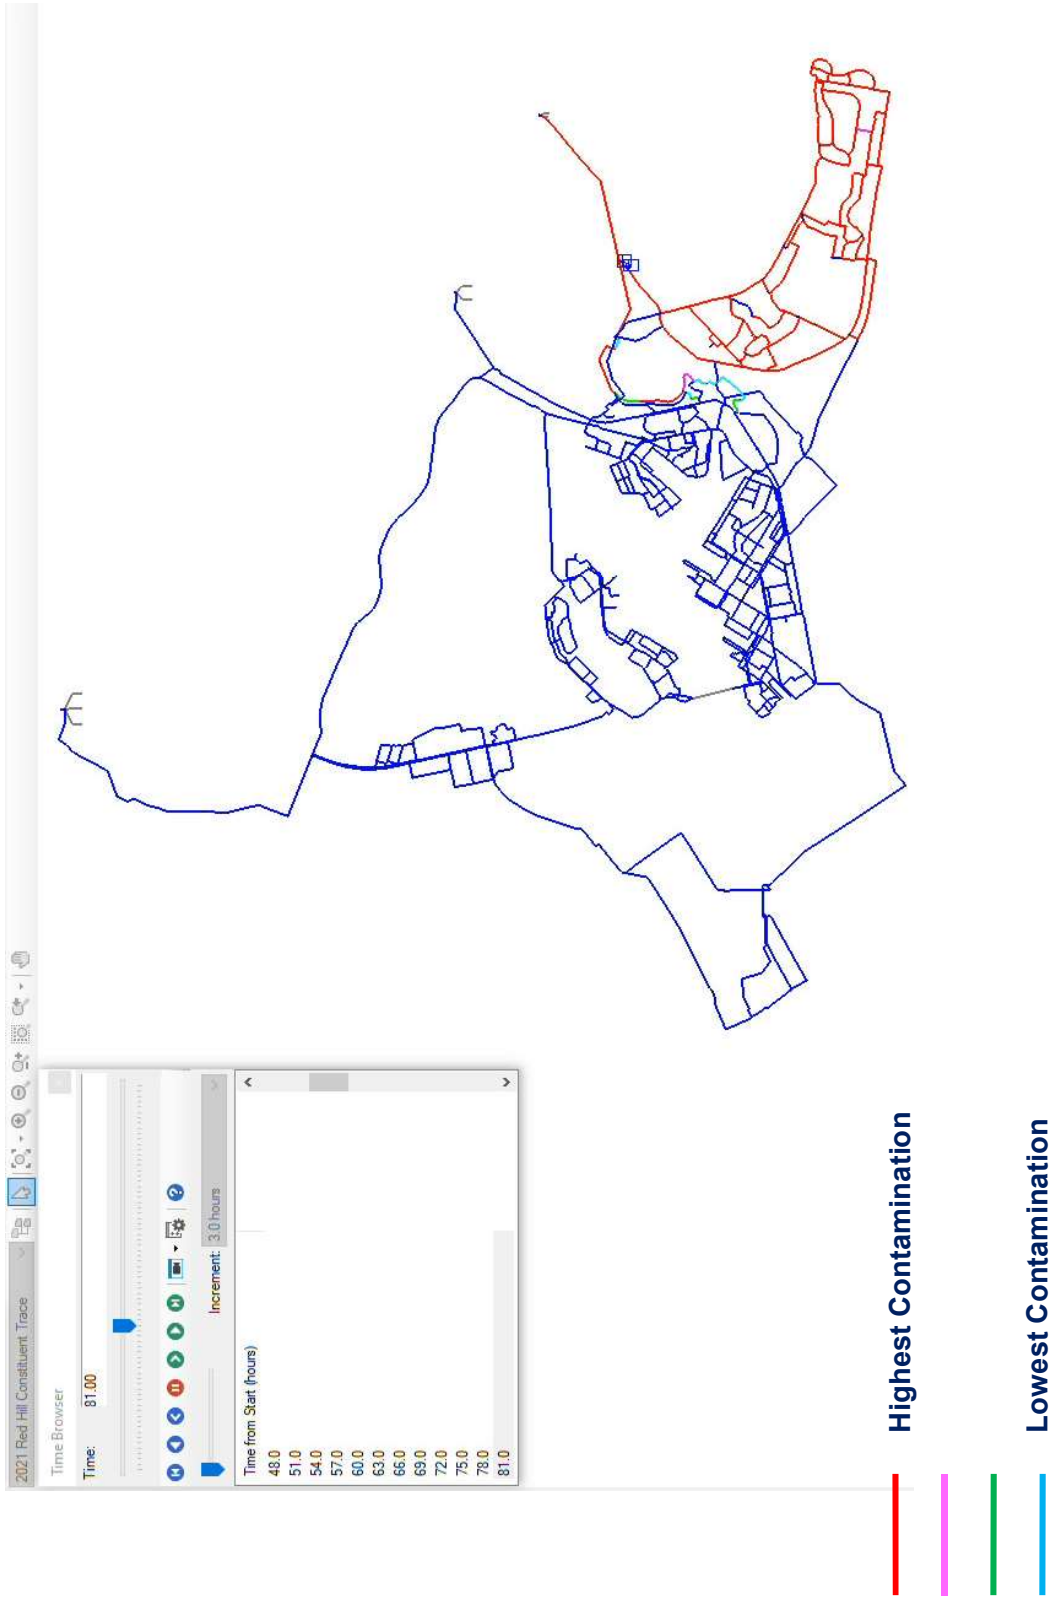 2021 Red Hill Constituent Trace
Time Browser
Time:
81.00
Increment:
3.0 hours
Time from Start (hours)
48.0
51.0
54.0
57.0
60.0
63.0
66.0
69.0
72.0
75.0
78.0
81.0
Highest Contamination
Lowest Contamination